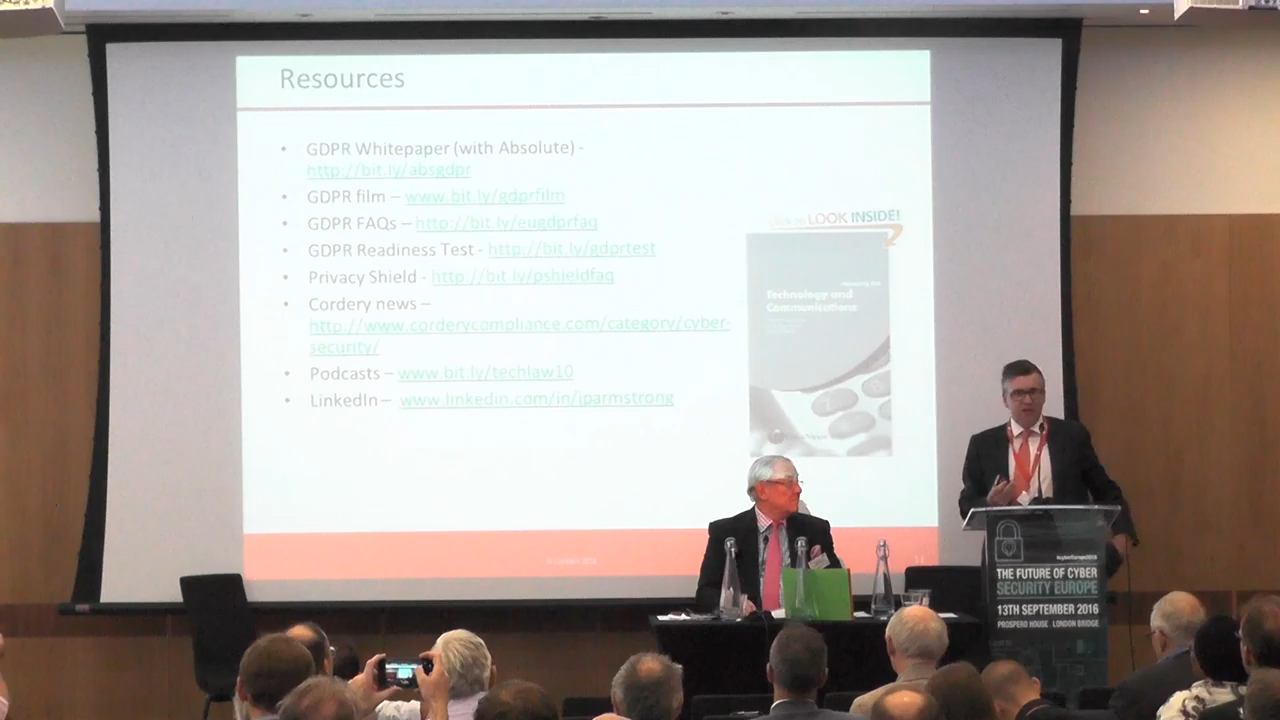 Resources
• GDPR Whitepaper (with Absolute) -
http://bit.ly/absgdpr
• GDPR film – www.bit.ly/gdprfilm
• GDPR FAQs – http://bit.ly/eugdprfaq
• GDPR Readiness Test - http://bit.ly/gdprtest
• Privacy Shield - http://bit.ly/pshieldfaq
• Cordery news –
http://www.corderycompliance.com/category/cyber-
security/
• Podcasts – www.bit.ly/techlaw10
• LinkedIn – www.linkedin.com/in/jparmstrong
LOOK INSIDE!
Technology and
Communications
#cyberEurope2016
THE FUTURE OF CYBER
SECURITY EUROPE
13TH SEPTEMBER 2016
PROSPERO HOUSE LONDON BRIDGE